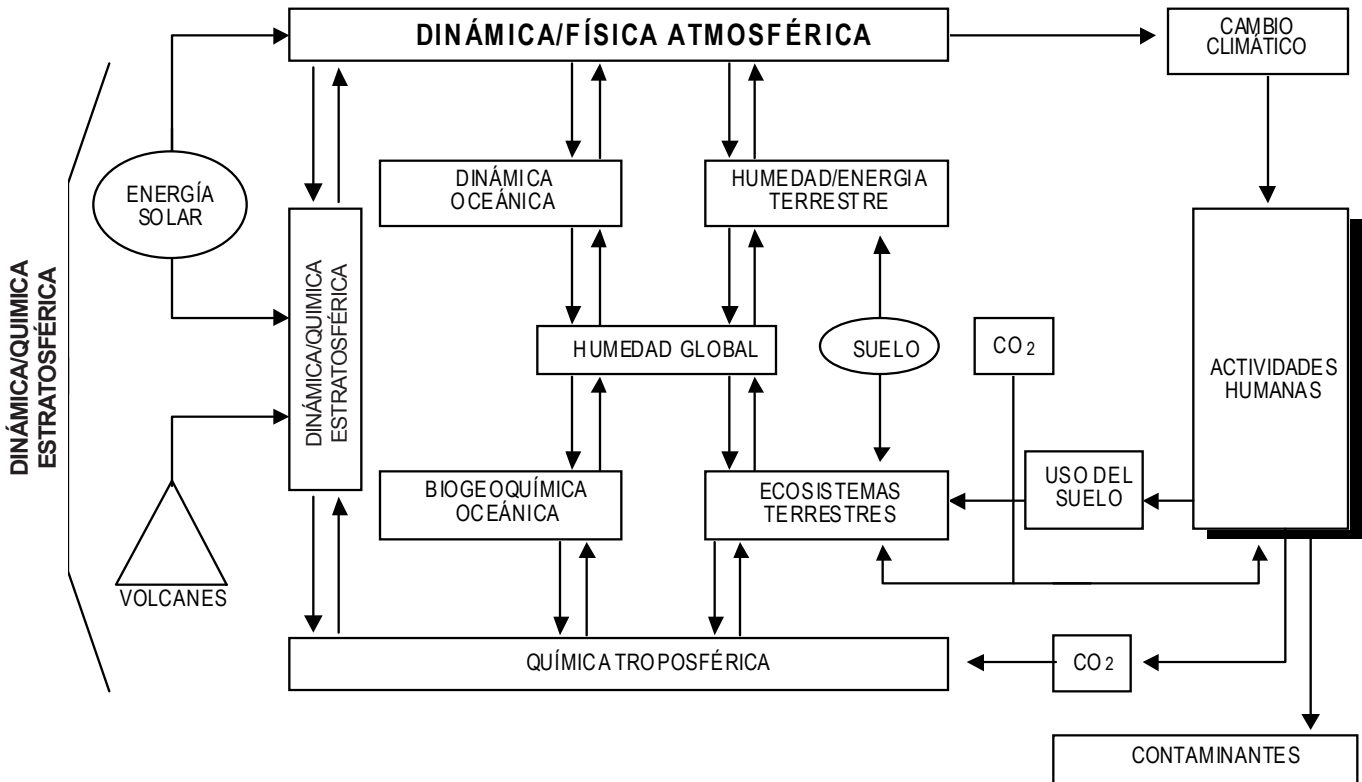 DINÁMICA/FÍSICA ATMOSFÉRICA
CAMBIO
CLIMÁTICO
ENERGÍA
SOLAR
DINÁMICA
OCEÁNICA
HUMEDAD/ENERGIA
TERRESTRE
DINÁMICA/QUIMICA
ESTRATOSFÉRICA
DINÁMICA/QUIMICA
ESTRATOSFÉRICA
HUMEDAD GLOBAL
SUELO
CO2
ACTIVIDADES
HUMANAS
BIOGEOQUÍMICA
OCEÁNICA
ECOSISTEMAS
TERRESTRES
USO DEL
SUELO
VOLCANES
QUÍMICA TROPOSFÉRICA
CO2
CONTAMINANTES